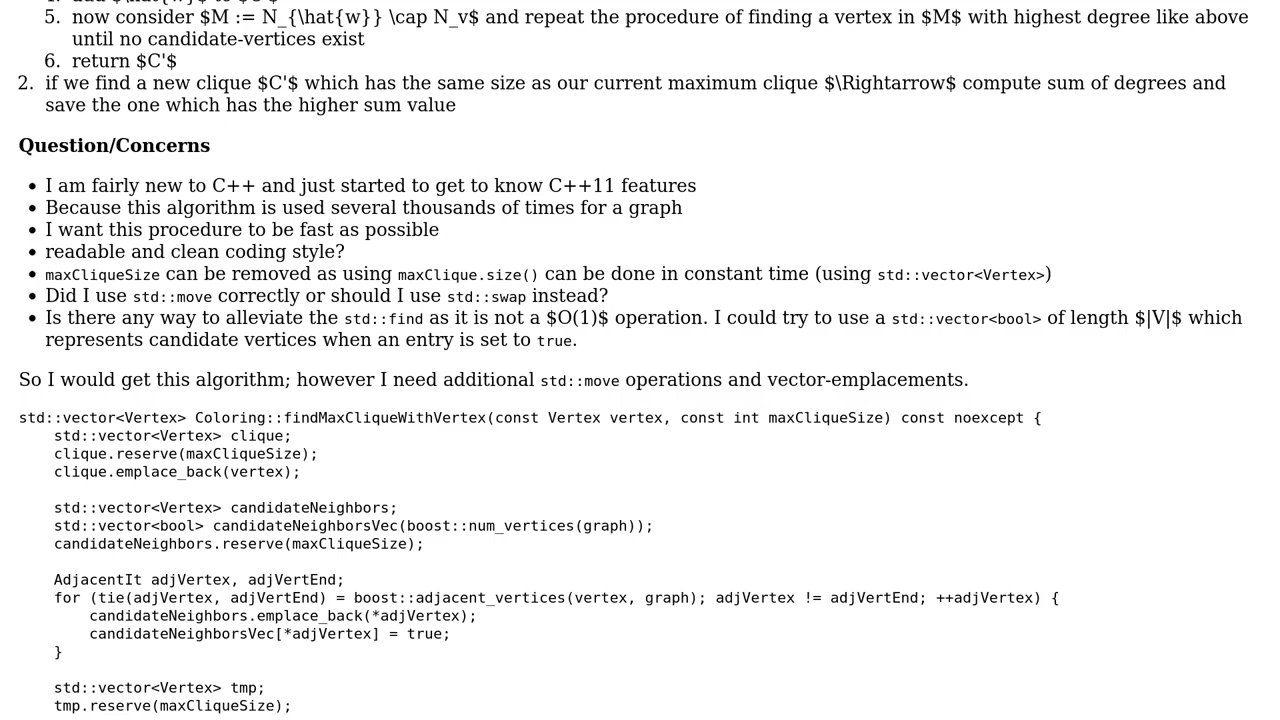 5. now consider $M := N_{\hat{w}} \cap N_v$ and repeat the procedure of finding a vertex in $M$ with highest degree like above
until no candidate-vertices exist
6. return $C'$
2. if we find a new clique $C'$ which has the same size as our current maximum clique $\Rightarrow$ compute sum of degrees and
save the one which has the higher sum value
Question/Concerns
• I am fairly new to C++ and just started to get to know C++11 features
• Because this algorithm is used several thousands of times for a graph
• I want this procedure to be fast as possible
• readable and clean coding style?
• maxCliqueSize can be removed as using maxClique.size() can be done in constant time (using std::vector<Vertex>)
• Did I use std::move correctly or should I use std::swap instead?
• Is there any way to alleviate the std::find as it is not a $O(1)$ operation. I could try to use a std::vector<bool> of length $|V|$ which
represents candidate vertices when an entry is set to true.
So I would get this algorithm; however I need additional std::move operations and vector-emplacements.
std::vector<Vertex> Coloring::findMaxCliqueWithVertex(const Vertex vertex, const int maxCliqueSize) const noexcept {
    std::vector<Vertex> clique;
    clique.reserve(maxCliqueSize);
    clique.emplace_back(vertex);
    std::vector<Vertex> candidateNeighbors;
    std::vector<bool> candidateNeighborsVec(boost::num_vertices(graph));
    candidateNeighbors.reserve(maxCliqueSize);
    AdjacentIt adjVertex, adjVertEnd;
    for (tie(adjVertex, adjVertEnd) = boost::adjacent_vertices(vertex, graph); adjVertex != adjVertEnd; ++adjVertex) {
        candidateNeighbors.emplace_back(*adjVertex);
        candidateNeighborsVec[*adjVertex] = true;
    }
    std::vector<Vertex> tmp;
    tmp.reserve(maxCliqueSize);